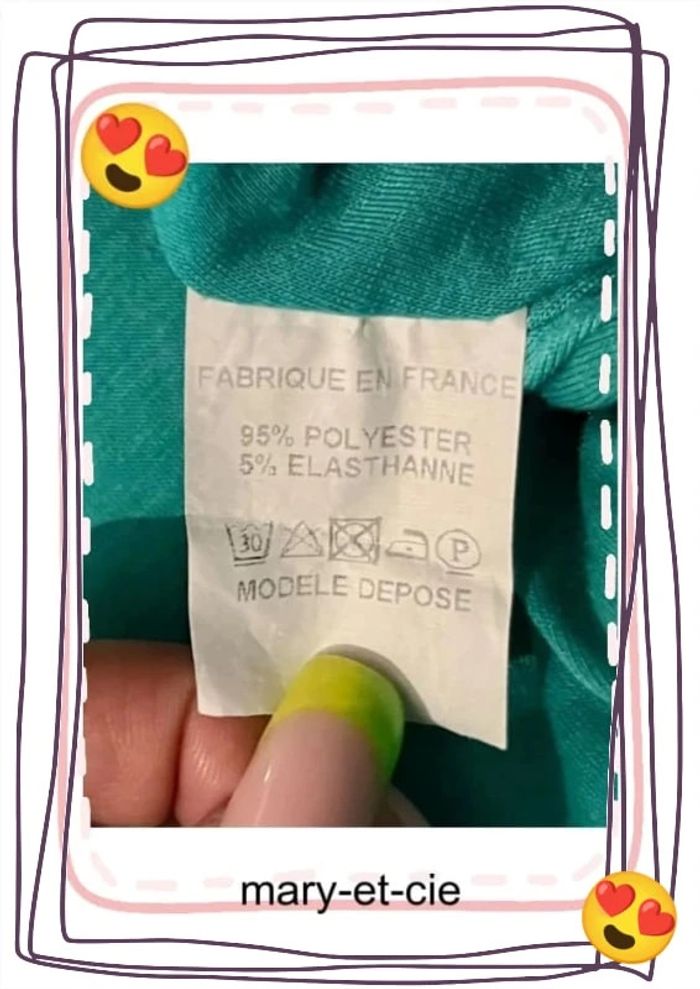 FABRIQUE EN FRANCE
95% POLYESTER
5% ELASTHANNE
30 P
MODELE DEPOSE
mary-et-cie